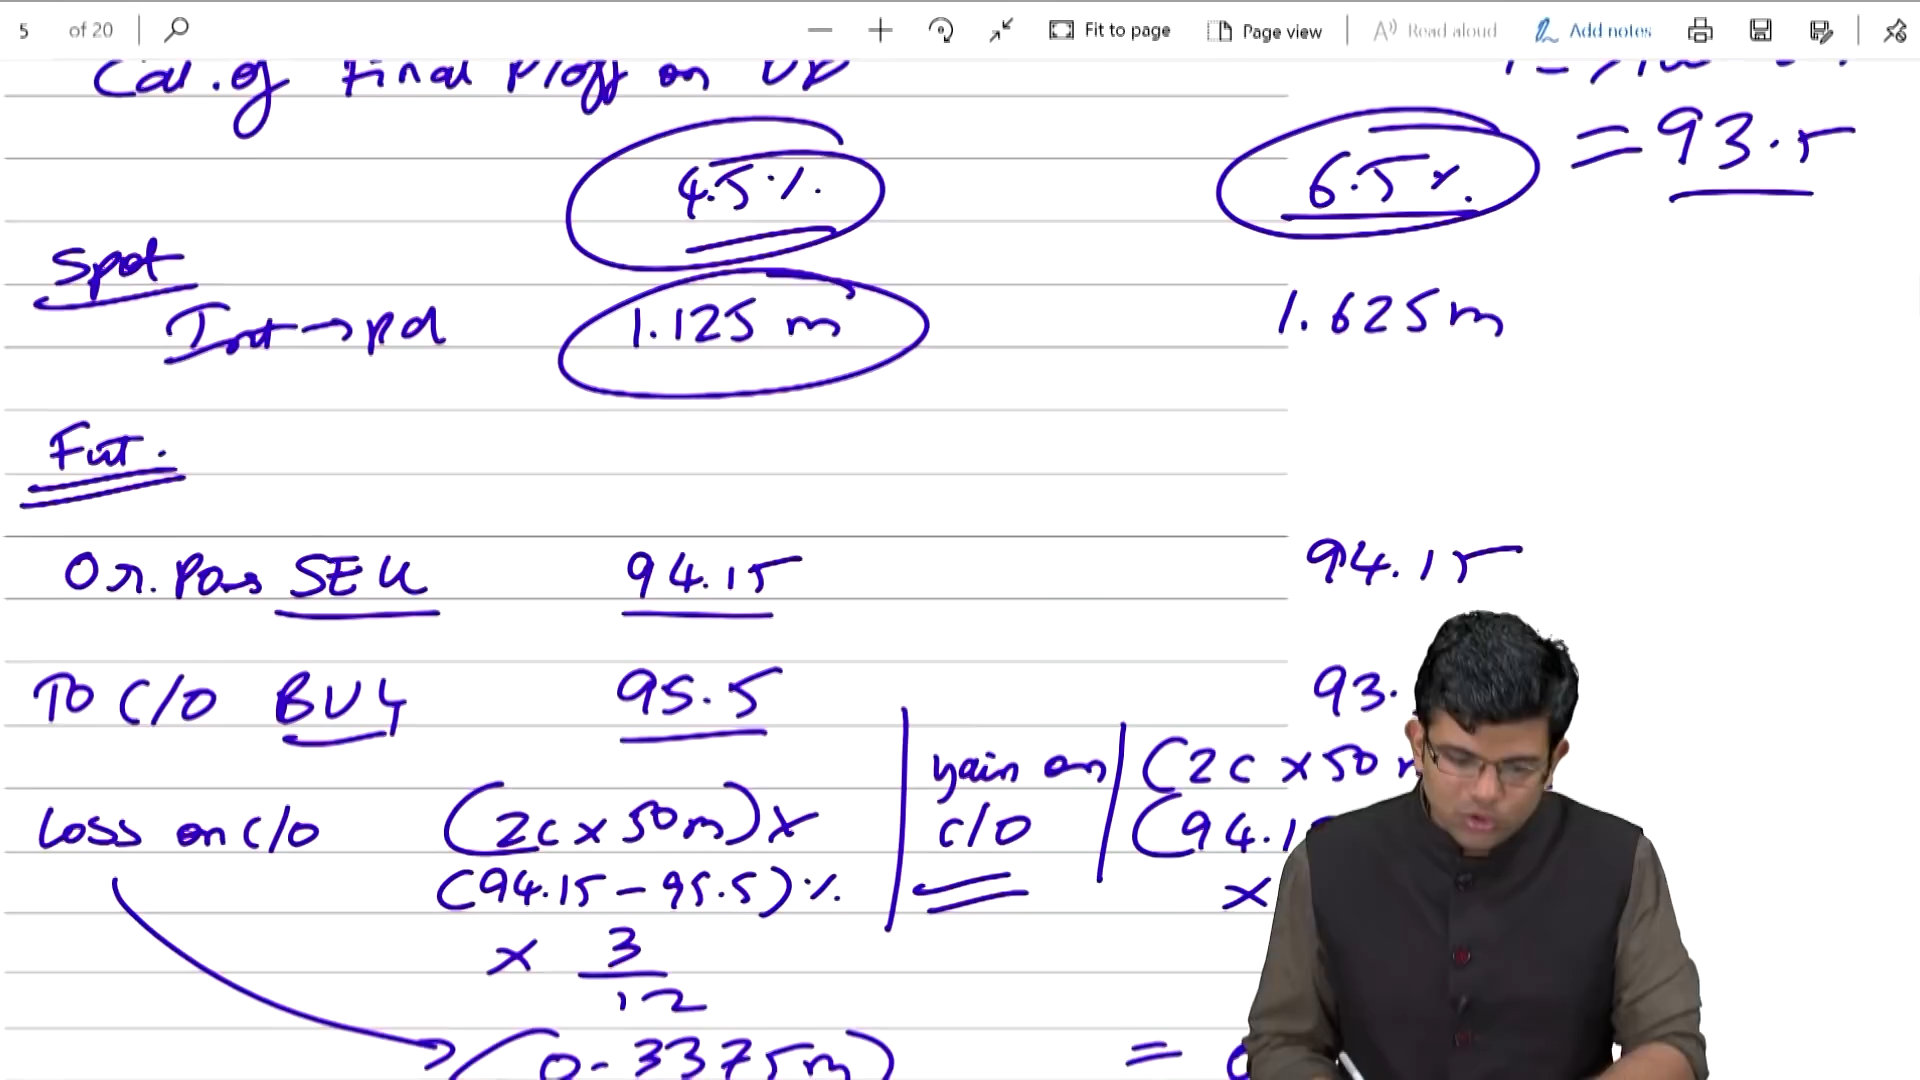 5 of 20 Fit to page Page view Read aloud Add notes
Cal. of Final P/off on
= 93.5
4.5% 6.5%
Spot
Int → pd 1.125 m 1.625 m
Fut.
Or. Pos SELL 94.15 94.15
To C/O BUY 95.5 93.
Loss on C/O (2c x 50m) x
(94.15 - 95.5)%
x 3/12
(0.3375m)
gain on
c/o
(2c x 50
(94.1
x
=